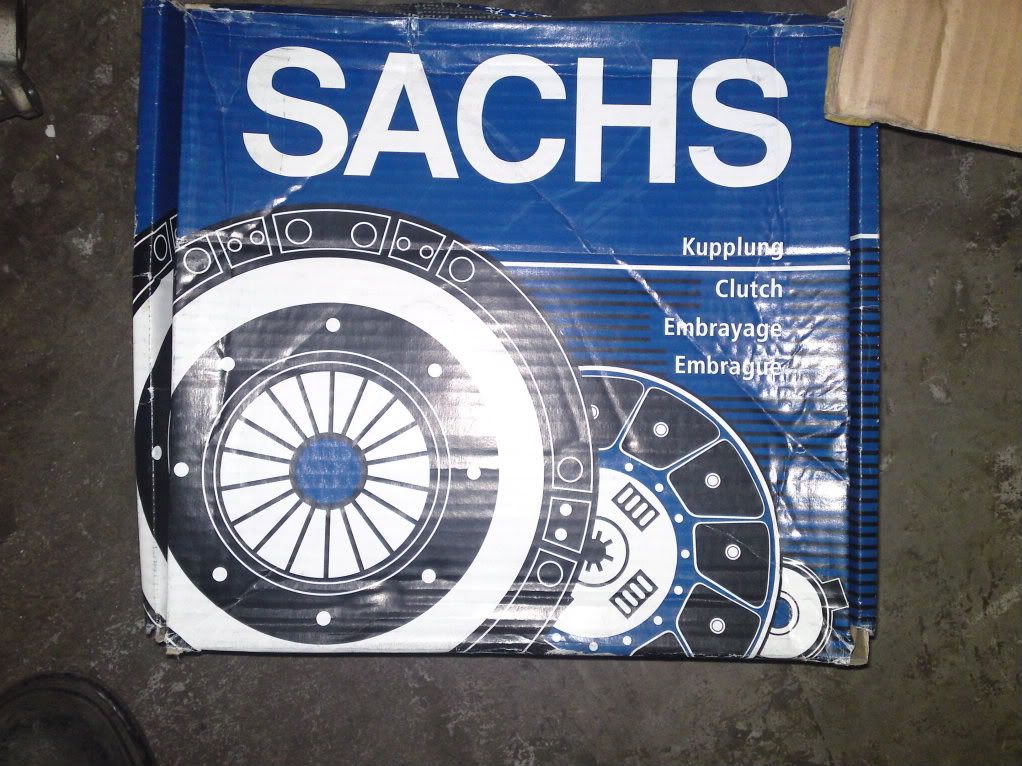 SACHS
Kupplung
Clutch
Embrayage
Embrague